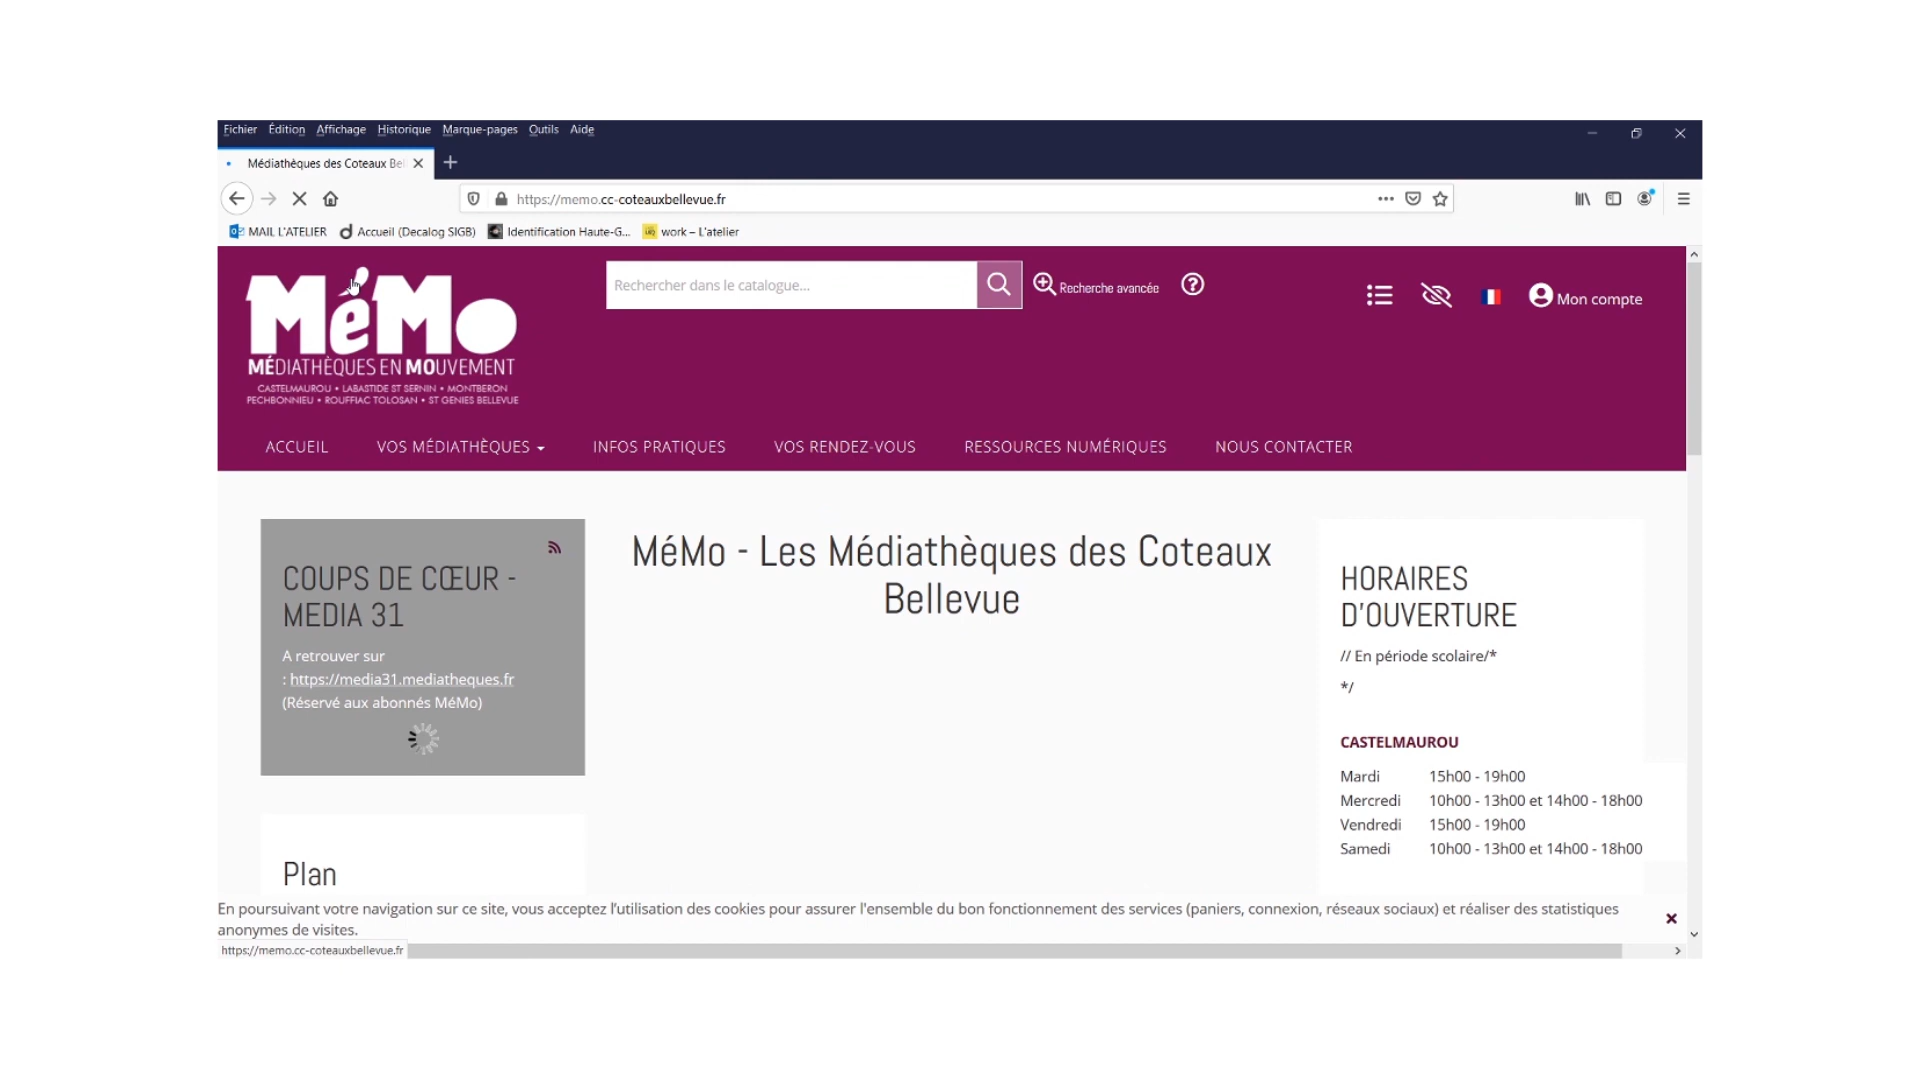 Fichier Édition Affichage Historique Marque-pages Outils Aide
Médiathèques des Coteaux Be
https://memo.cc-coteauxbellevue.fr
MAIL L'ATELIER Accueil (Decalog SIGB) Identification Haute-G... work – L'atelier
MéMo
MÉDIATHÈQUES EN MOUVEMENT
CASTELMAUROU • LABASTIDE ST SERNIN • MONTBERON
PECHBONNIEU • ROUFFIAC TOLOSAN • ST GENIES BELLEVUE
Rechercher dans le catalogue...
Recherche avancée
Mon compte
ACCUEIL VOS MÉDIATHÈQUES INFOS PRATIQUES VOS RENDEZ-VOUS RESSOURCES NUMÉRIQUES NOUS CONTACTER
COUPS DE CŒUR -
MEDIA 31
A retrouver sur
: https://media31.mediatheques.fr
(Réservé aux abonnés MéMo)
Plan
MéMo - Les Médiathèques des Coteaux
Bellevue
HORAIRES
D'OUVERTURE
// En période scolaire/*
*/
CASTELMAUROU
Mardi 15h00 - 19h00
Mercredi 10h00 - 13h00 et 14h00 - 18h00
Vendredi 15h00 - 19h00
Samedi 10h00 - 13h00 et 14h00 - 18h00
En poursuivant votre navigation sur ce site, vous acceptez l'utilisation des cookies pour assurer l'ensemble du bon fonctionnement des services (paniers, connexion, réseaux sociaux) et réaliser des statistiques
anonymes de visites.
https://memo.cc-coteauxbellevue.fr